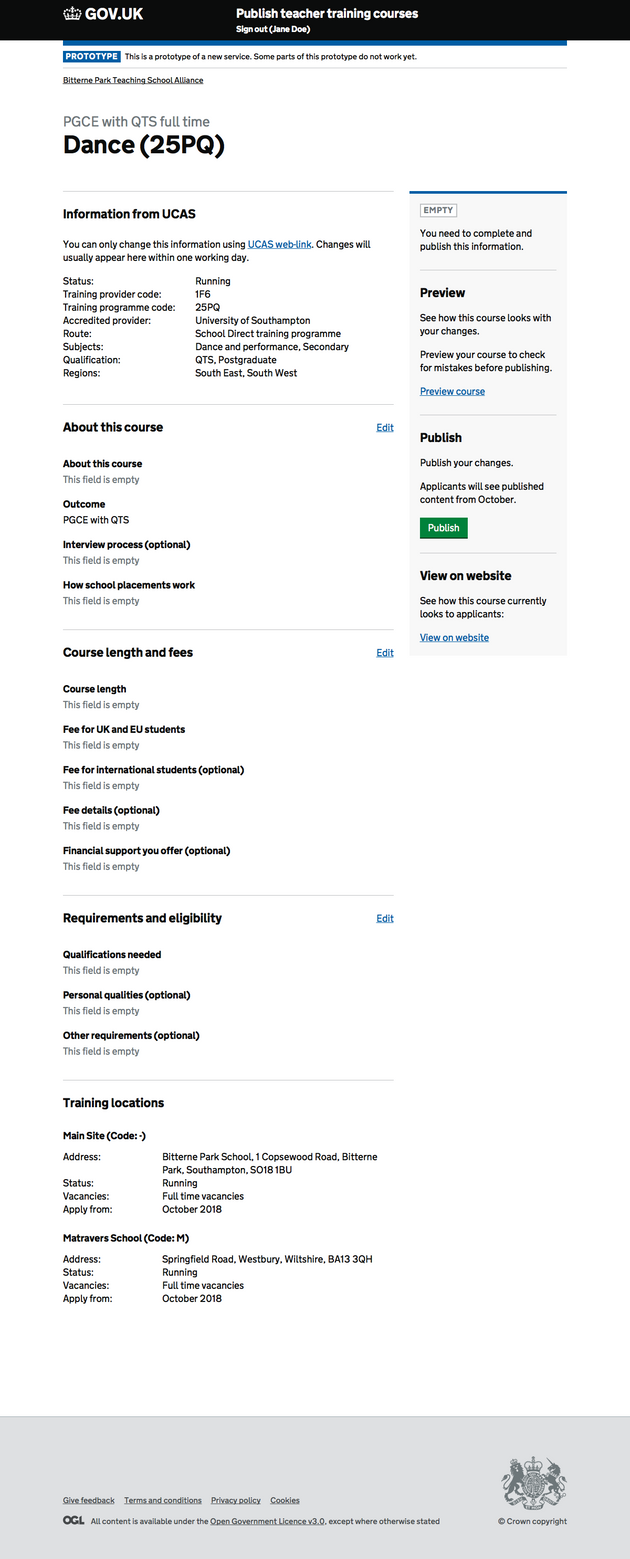 GOV.UK
Publish teacher training courses
Sign out (Jane Doe)
PROTOTYPE This is a prototype of a new service. Some parts of this prototype do not work yet.
Bitterne Park Teaching School Alliance
PGCE with QTS full time
Dance (25PQ)
Information from UCAS
You can only change this information using UCAS web-link. Changes will
usually appear here within one working day.
Status: Running
Training provider code: 1F6
Training programme code: 25PQ
Accredited provider: University of Southampton
Route: School Direct training programme
Subjects: Dance and performance, Secondary
Qualification: QTS, Postgraduate
Regions: South East, South West
About this course Edit
About this course
This field is empty
Outcome
PGCE with QTS
Interview process (optional)
This field is empty
How school placements work
This field is empty
Course length and fees Edit
Course length
This field is empty
Fee for UK and EU students
This field is empty
Fee for international students (optional)
This field is empty
Fee details (optional)
This field is empty
Financial support you offer (optional)
This field is empty
Requirements and eligibility Edit
Qualifications needed
This field is empty
Personal qualities (optional)
This field is empty
Other requirements (optional)
This field is empty
Training locations
Main Site (Code: -)
Address: Bitterne Park School, 1 Copsewood Road, Bitterne
Park, Southampton, SO18 1BU
Status: Running
Vacancies: Full time vacancies
Apply from: October 2018
Matravers School (Code: M)
Address: Springfield Road, Westbury, Wiltshire, BA13 3QH
Status: Running
Vacancies: Full time vacancies
Apply from: October 2018
EMPTY
You need to complete and
publish this information.
Preview
See how this course looks with
your changes.
Preview your course to check
for mistakes before publishing.
Preview course
Publish
Publish your changes.
Applicants will see published
content from October.
Publish
View on website
See how this course currently
looks to applicants:
View on website
Give feedback Terms and conditions Privacy policy Cookies
OGL All content is available under the Open Government Licence v3.0, except where otherwise stated
© Crown copyright